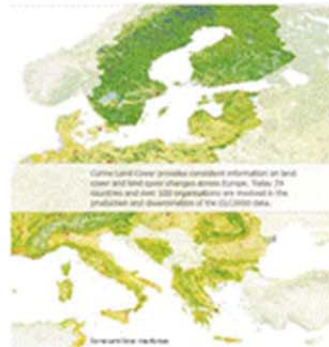 Corine Land Cover provides consistent information on land
cover and land cover changes across Europe. Today
countries and over 100 organisations are involved in the
production and dissemination of the CLC2000 data.